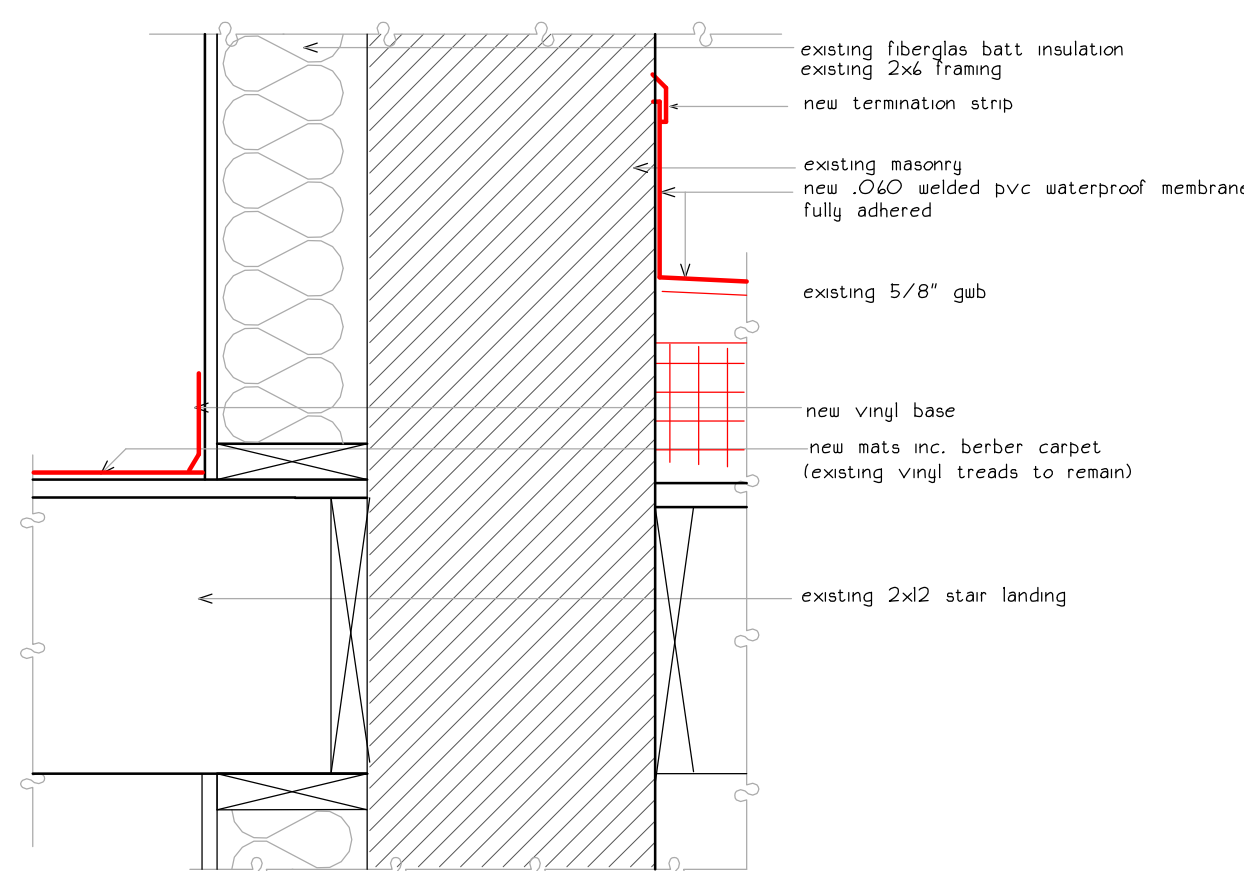 existing fiberglas batt insulation
existing 2x6 framing
new termination strip
existing masonry
new .060 welded pvc waterproof membrane
fully adhered
existing 5/8" gwb
new vinyl base
new mats inc. berber carpet
(existing vinyl treads to remain)
existing 2x12 stair landing